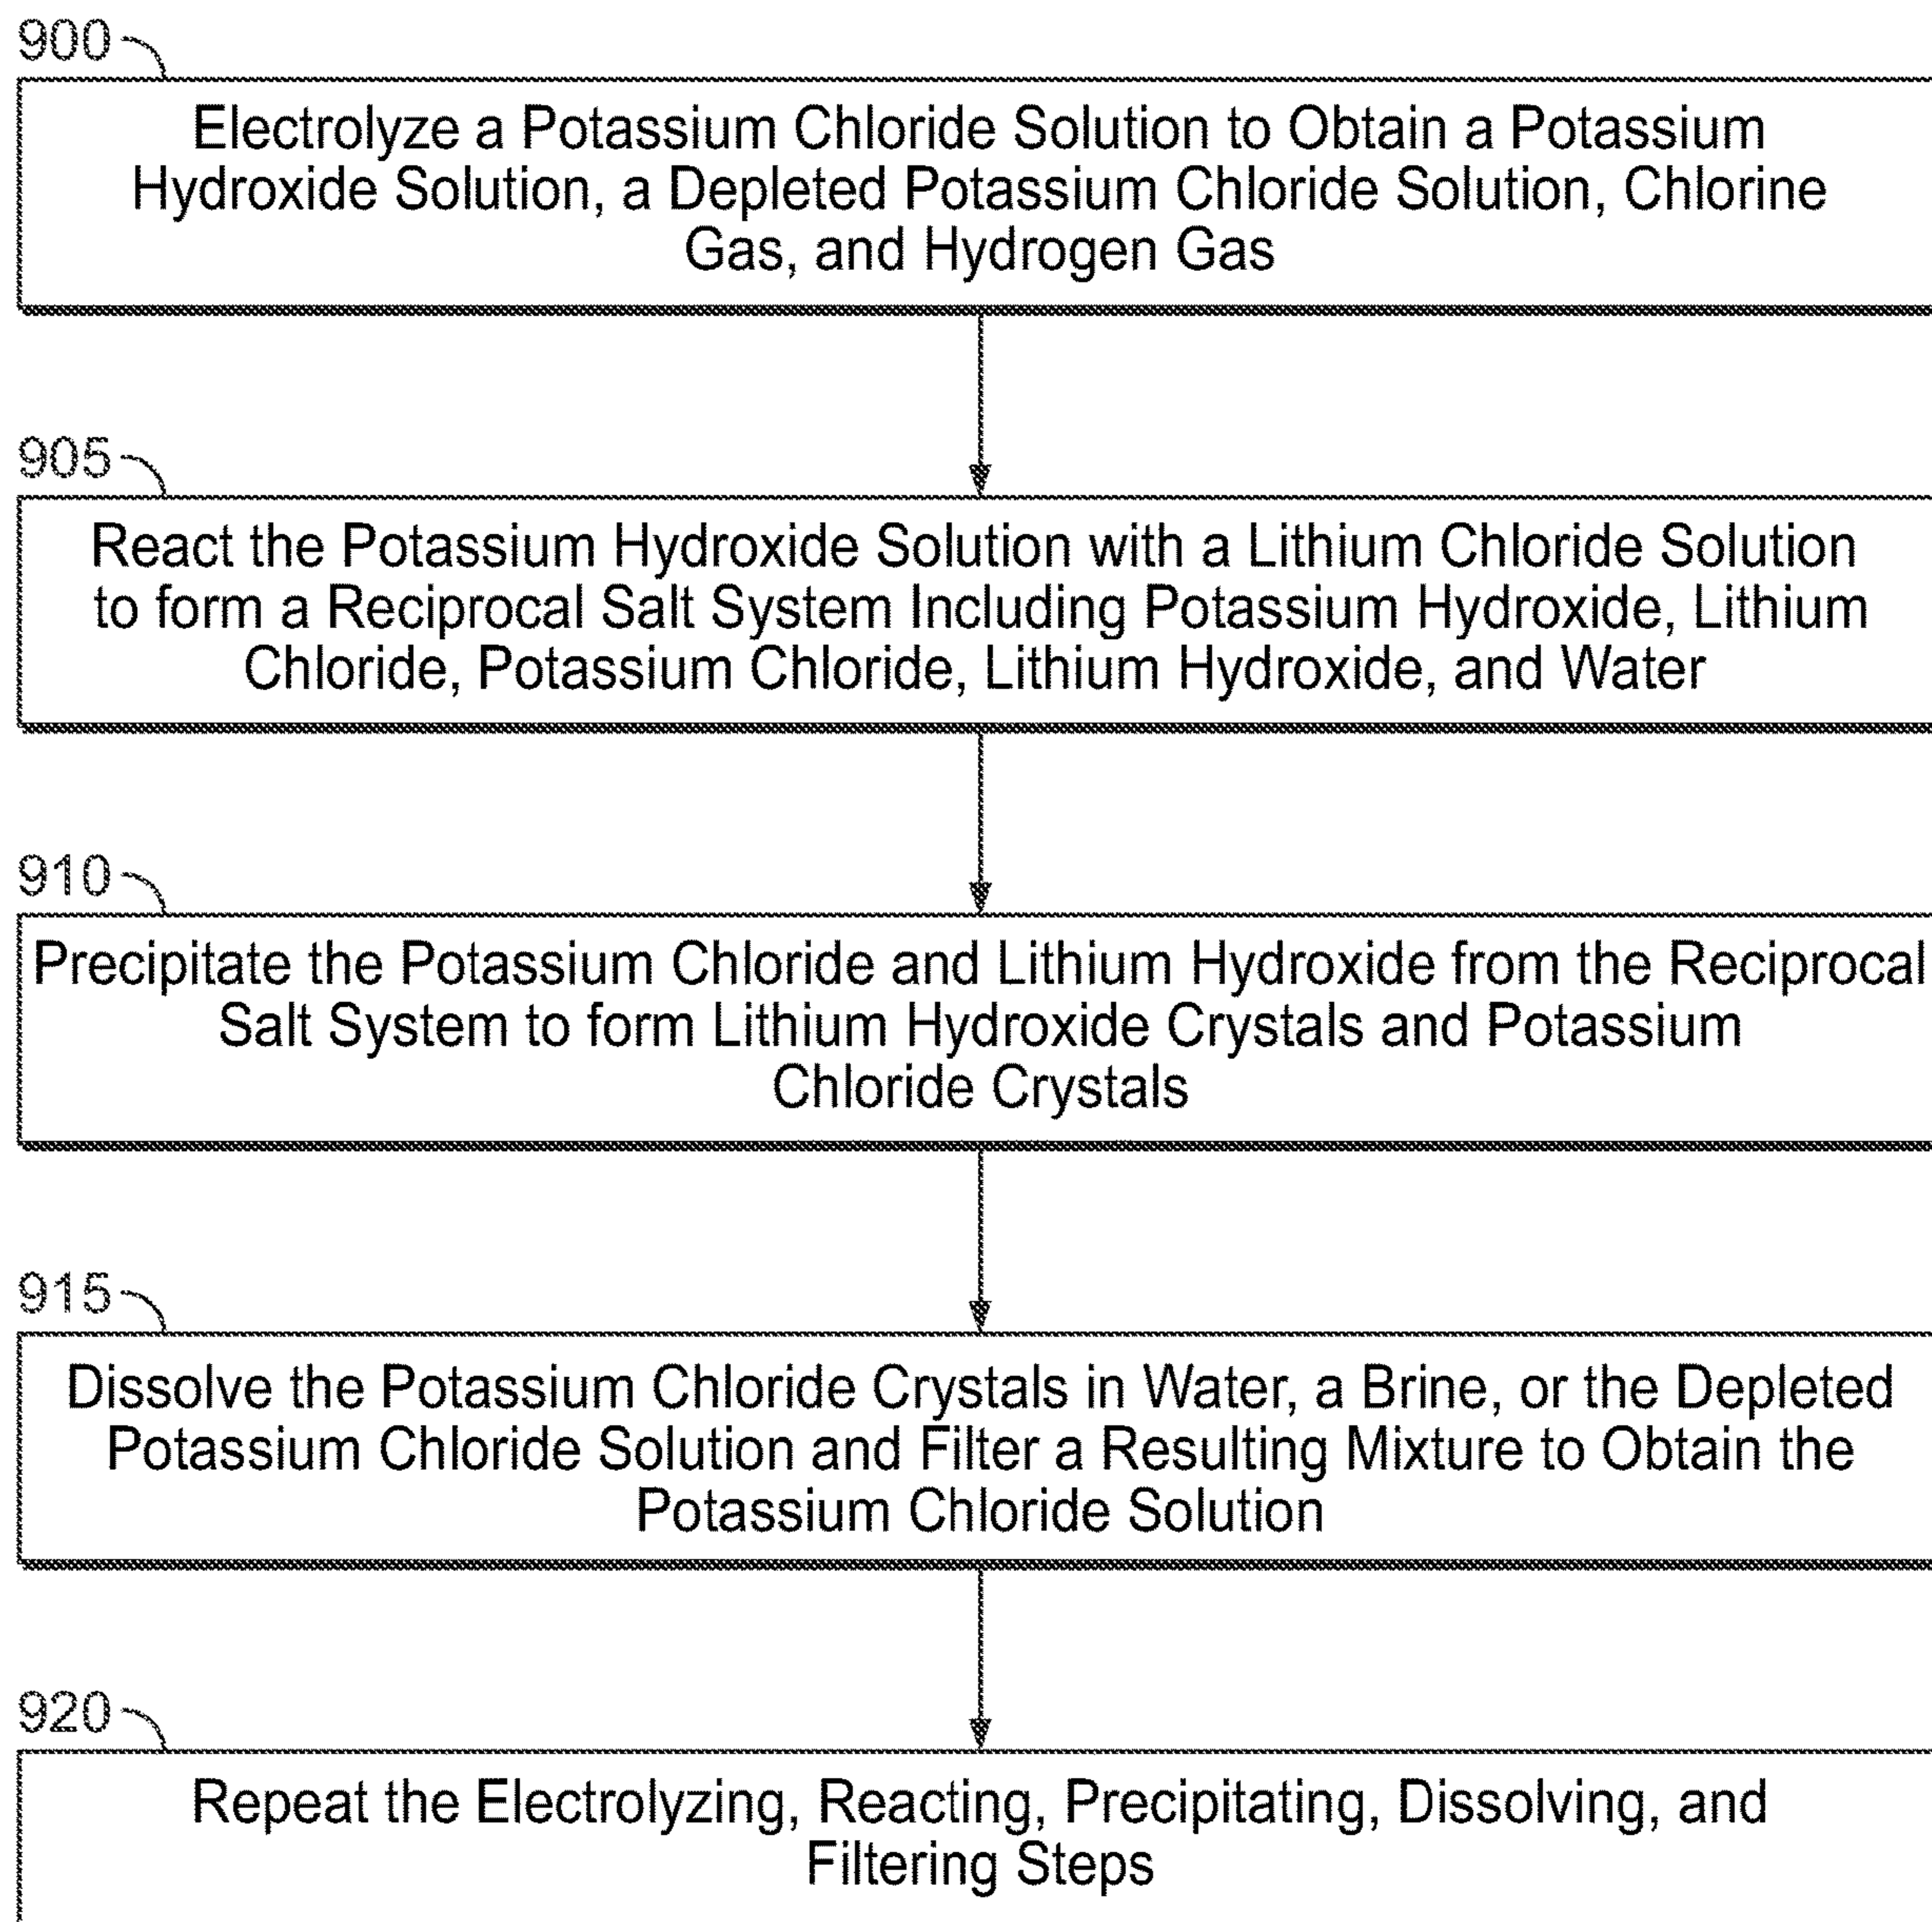 900
Electrolyze a Potassium Chloride Solution to Obtain a Potassium
Hydroxide Solution, a Depleted Potassium Chloride Solution, Chlorine
Gas, and Hydrogen Gas
905
React the Potassium Hydroxide Solution with a Lithium Chloride Solution
to form a Reciprocal Salt System Including Potassium Hydroxide, Lithium
Chloride, Potassium Chloride, Lithium Hydroxide, and Water
910
Precipitate the Potassium Chloride and Lithium Hydroxide from the Reciprocal
Salt System to form Lithium Hydroxide Crystals and Potassium
Chloride Crystals
915
Dissolve the Potassium Chloride Crystals in Water, a Brine, or the Depleted
Potassium Chloride Solution and Filter a Resulting Mixture to Obtain the
Potassium Chloride Solution
920
Repeat the Electrolyzing, Reacting, Precipitating, Dissolving, and
Filtering Steps